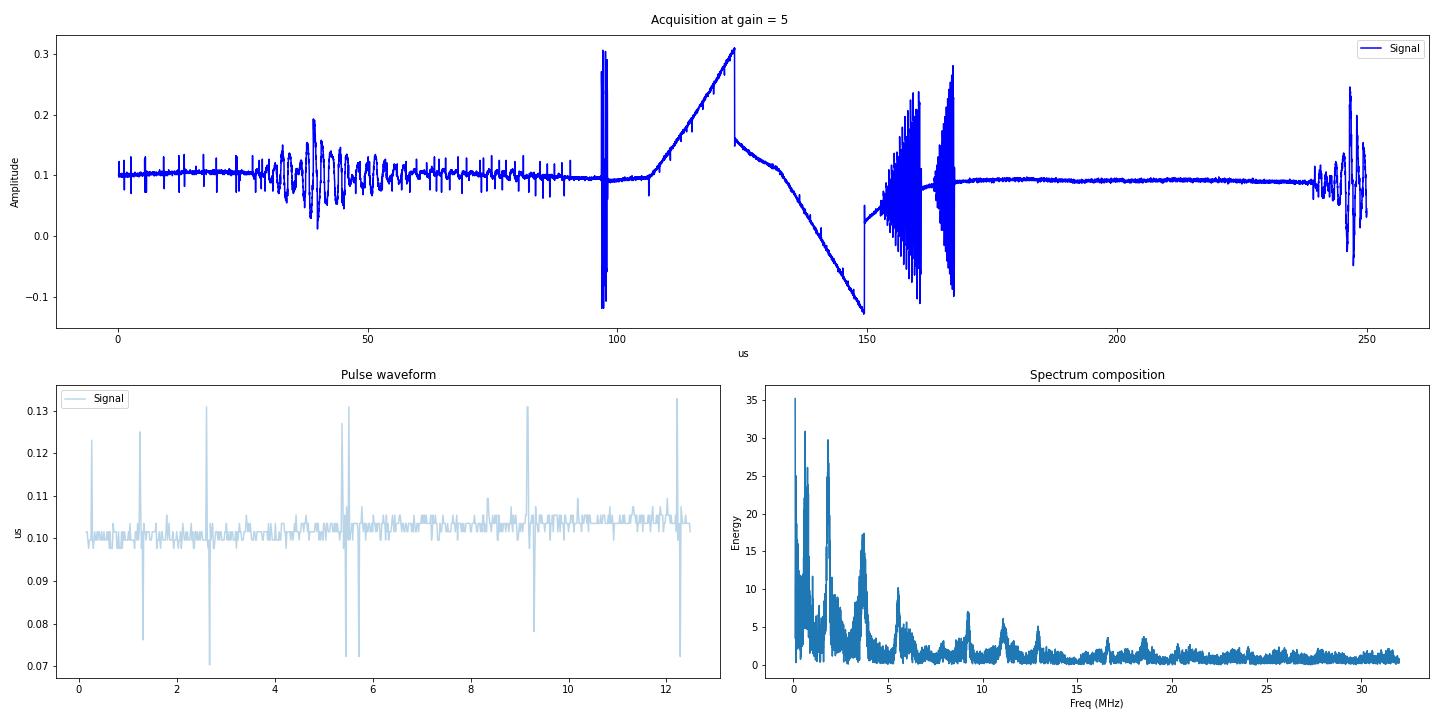 Acquisition at gain = 5
Signal
Amplitude
0.3
0.2
0.1
0.0
−0.1
0 50 100 150 200 250
us
Pulse waveform
Signal
us
0.13
0.12
0.11
0.10
0.09
0.08
0.07
0 2 4 6 8 10 12
Spectrum composition
Energy
35
30
25
20
15
10
5
0
0 5 10 15 20 25 30
Freq (MHz)